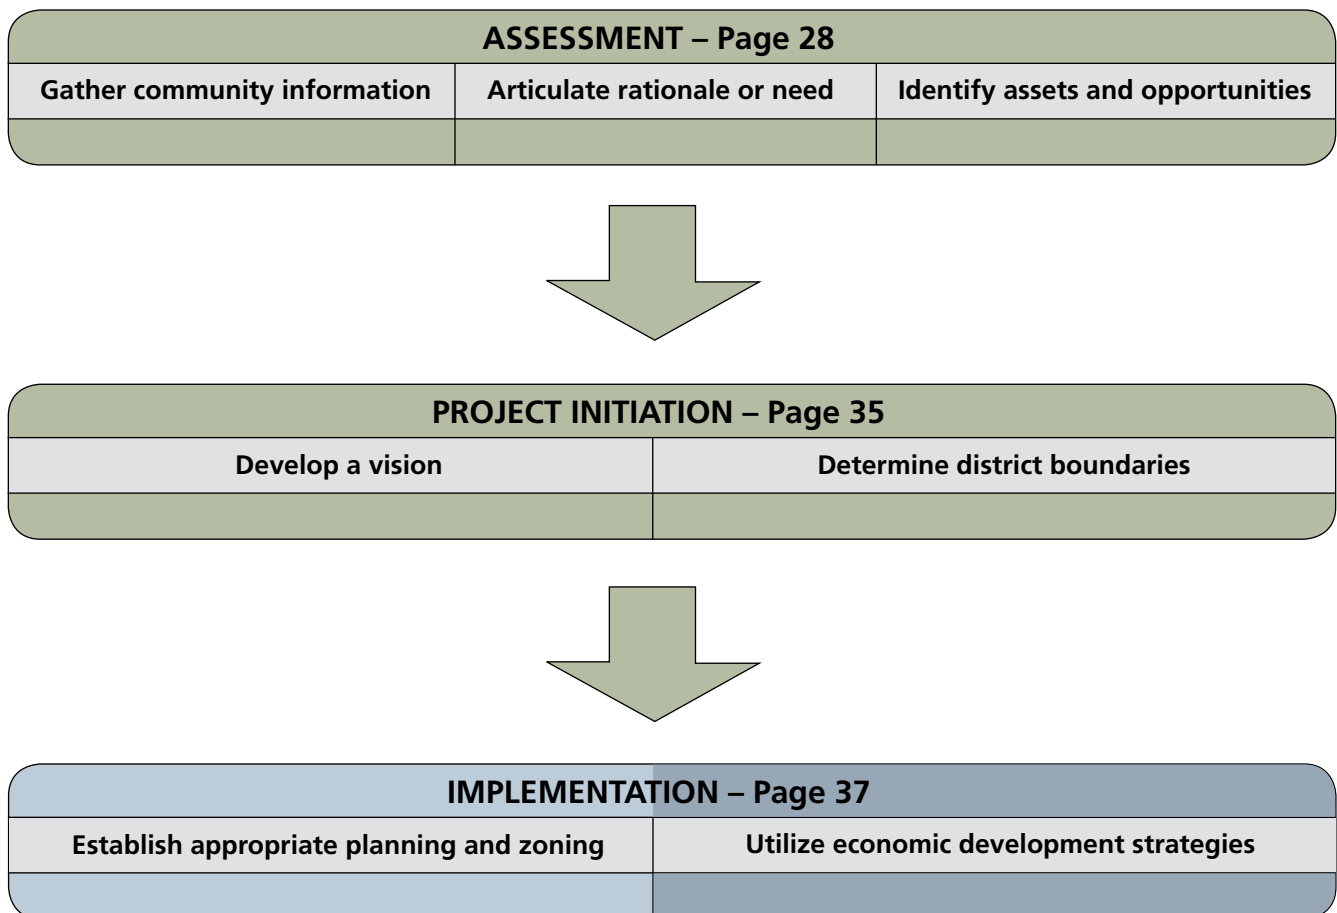 ASSESSMENT – Page 28
Gather community information
Articulate rationale or need
Identify assets and opportunities
PROJECT INITIATION – Page 35
Develop a vision
Determine district boundaries
IMPLEMENTATION – Page 37
Establish appropriate planning and zoning
Utilize economic development strategies